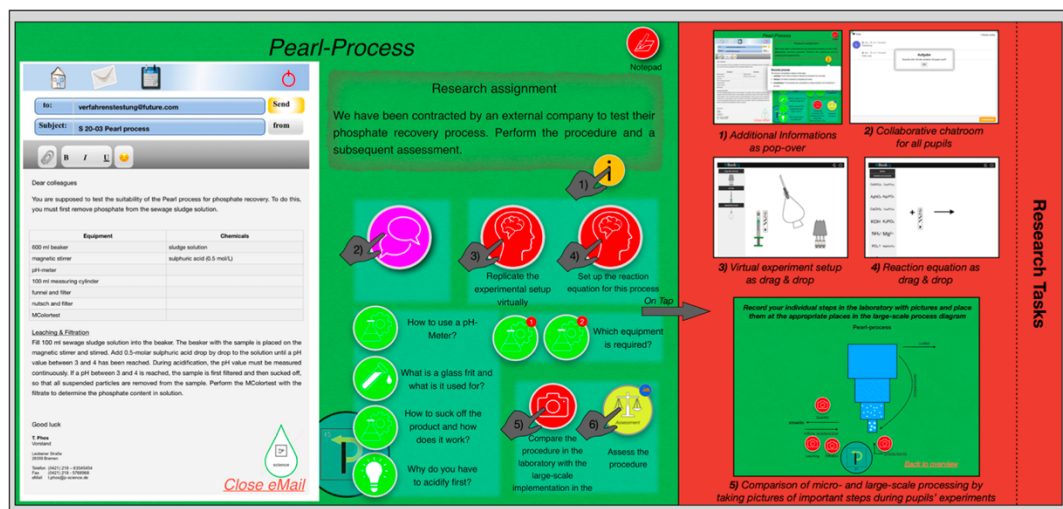 Pearl-Process
Notepad
to:
verfahrenstestung@future.com
Send
Subject:
S 20-03 Pearl process
from
B I U
Dear colleagues
You are supposed to test the suitability of the Pearl process for phosphate recovery. To do this,
you must first remove phosphate from the sewage sludge solution.
Equipment Chemicals
600 ml beaker sludge solution
magnetic stirrer sulphuric acid (0,5 mol/L)
pH-meter
100 ml measuring cylinder
funnel and filter
nutsch and filter
MColortest
Leaching & Filtration
Fill 100 ml sewage sludge solution into the beaker. The beaker with the sample is placed on the
magnetic stirrer and stirred. Add 0.5-molar sulphuric acid drop by drop to the solution until a pH
value between 3 and 4 has been reached. During acidification, the pH value must be measured
continuously. If a pH between 3 and 4 is reached, the sample is first filtered and then sucked off,
so that all suspended particles are removed from the sample. Perform the MColortest with the
filtrate to determine the phosphate content in solution.
Good luck
T. Phos
Vorstand
28359 Bremen
science
Close eMail
Research assignment
We have been contracted by an external company to test their
phosphate recovery process. Perform the procedure and a
subsequent assessment.
1)
i
2)
3)
Replicate the
experimental setup
virtually
4)
Set up the reaction
equation for this process
On Tap
How to use a pH-
Meter?
1
2
Which equipment
is required?
What is a glass frit and
what is it used for?
How to suck off the
product and how
does it work?
Why do you have
to acidify first?
P
5)
Compare the
procedure in the
laboratory with the
large-scale
implementation in the
6)
Assessment
Assess the
procedure
Pearl-Process
1) Additional Informations
as pop-over
2) Collaborative chatroom
for all pupils
3) Virtual experiment setup
as drag & drop
4) Reaction equation as
drag & drop
Record your individual steps in the laboratory with pictures and place
them at the appropriate places in the large-scale process diagram
Pearl-process
P
Back to overview
5) Comparison of micro- and large-scale processing by
taking pictures of important steps during pupils' experiments
Research Tasks